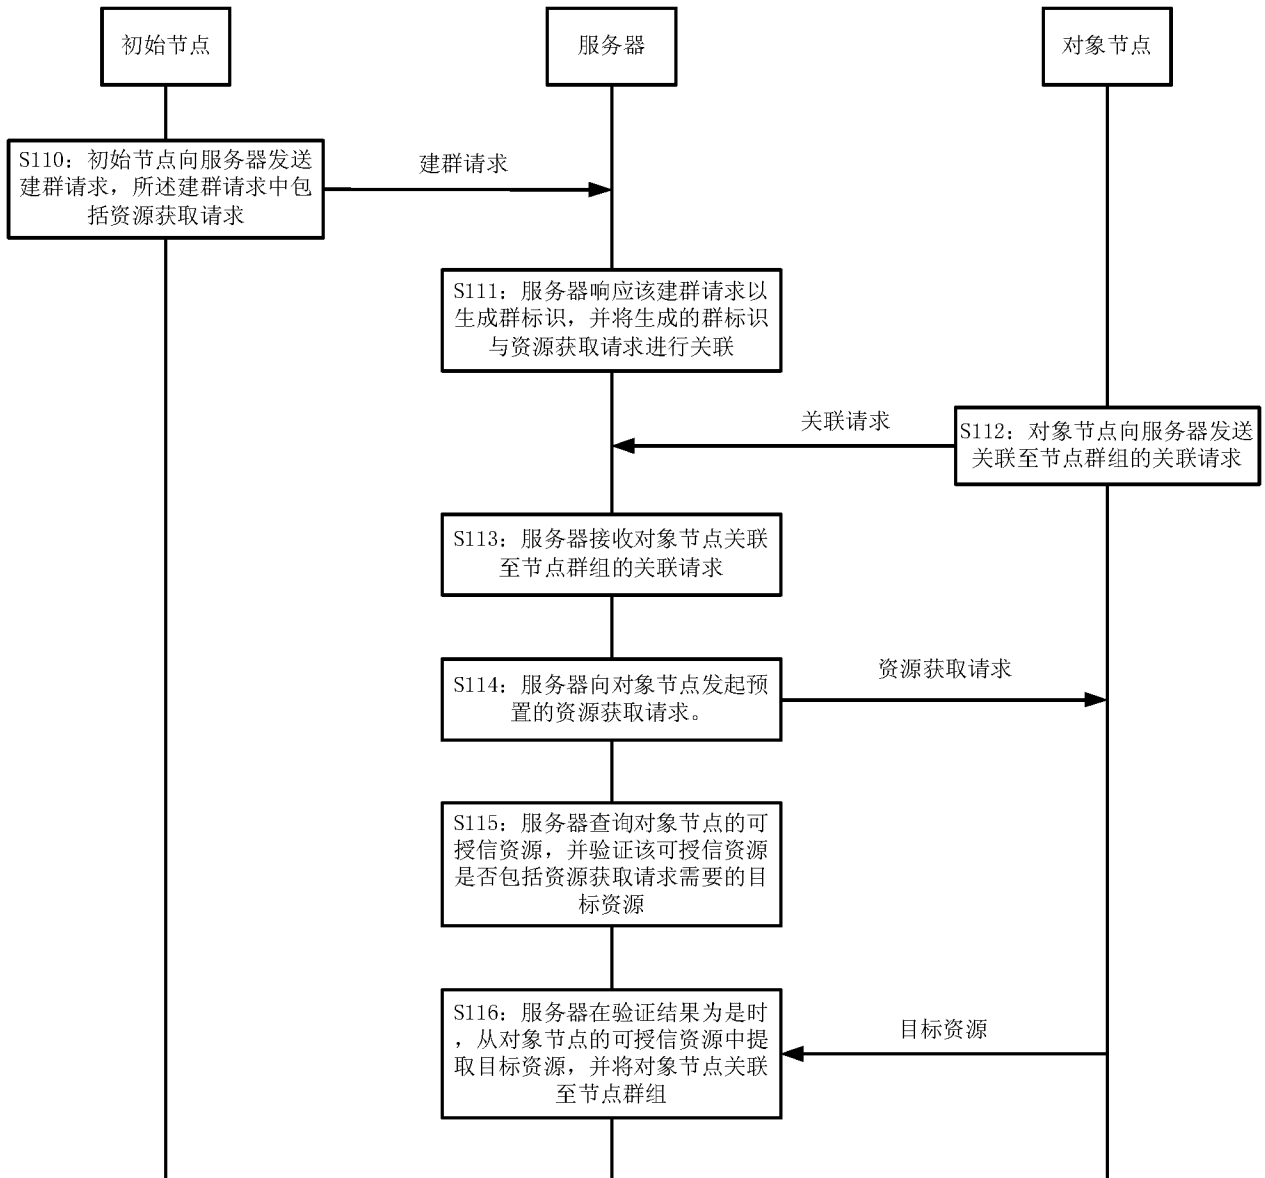 初始节点
服务器
对象节点
S110：初始节点向服务器发送
建群请求，所述建群请求中包
括资源获取请求
建群请求
S111：服务器响应该建群请求以
生成群标识，并将生成的群标识
与资源获取请求进行关联
关联请求
S112：对象节点向服务器发送
关联至节点群组的关联请求
S113：服务器接收对象节点关联
至节点群组的关联请求
S114：服务器向对象节点发起预
置的资源获取请求。
资源获取请求
S115：服务器查询对象节点的可
授信资源，并验证该可授信资源
是否包括资源获取请求需要的目
标资源
S116：服务器在验证结果为是时
，从对象节点的可授信资源中提
取目标资源，并将对象节点关联
至节点群组
目标资源